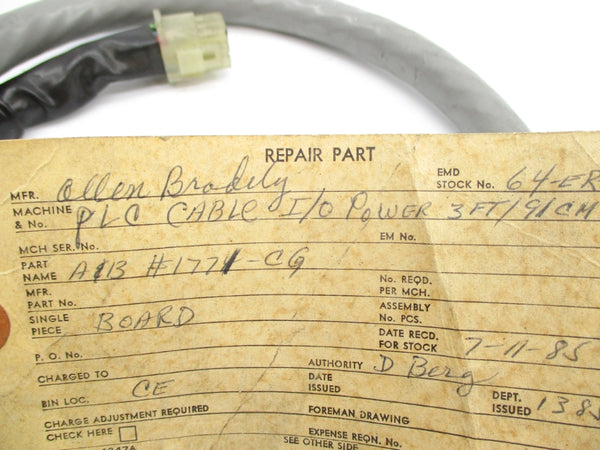 REPAIR PART
MFR. Ollen Bradely EMD STOCK No. 64-ER
MACHINE & No. PLC CABLE I/O POWER 3FT/91CM
MCH SER. No. EM No.
PART NAME A/B #1771-CG
MFR. PART No. No. REQD. PER MCH.
SINGLE PIECE BOARD ASSEMBLY No. PCS.
P. O. No. DATE RECD. FOR STOCK 7-11-85
CHARGED TO AUTHORITY D Berg
BIN LOC. CE DATE ISSUED DEPT. ISSUED 1385
CHARGE ADJUSTMENT REQUIRED FOREMAN, DRAWING
CHECK HERE EXPENSE REQN. No.
SEE OTHER SIDE